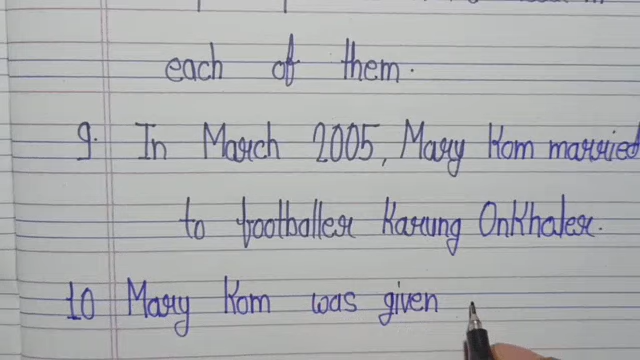 each of them.
9. In March 2005, Mary Kom married
to footballer Karung Onkholer.
10 Mary Kom was given